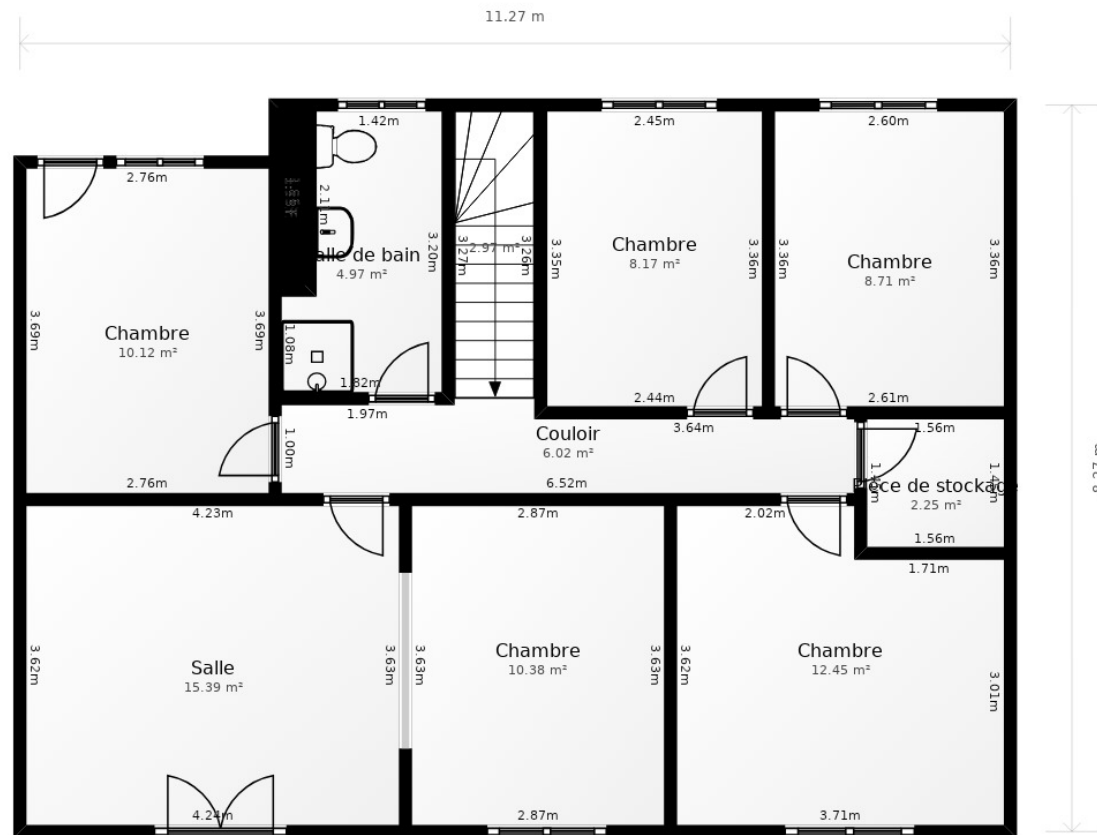 11.27 m
1.42m
2.45m
2.60m
2.76m
2.97 m²
3.27m
3.26m
3.20m
3.35m
3.36m
3.36m
3.36m
Chambre
8.17 m²
alle de bain
4.97 m²
Chambre
8.71 m²
3.69m
3.69m
Chambre
10.12 m²
1.08m
1.82m
1.97m
2.44m
2.61m
3.64m
1.56m
1.00m
Couloir
6.02 m²
2.76m
6.52m
Pièce de stockage
2.25 m²
1.56m
4.23m
2.87m
2.02m
1.71m
3.62m
3.63m
3.63m
3.63m
3.62m
3.01m
Salle
15.39 m²
Chambre
10.38 m²
Chambre
12.45 m²
4.24m
2.87m
3.71m